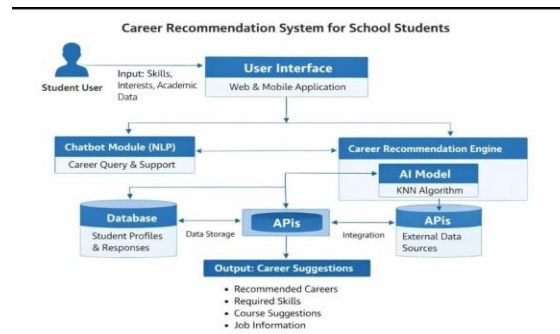 Career Recommendation System for School Students
Student User
Input: Skills,
Interests, Academic
Data
User Interface
Web & Mobile Application
Chatbot Module (NLP)
Career Query & Support
Career Recommendation Engine
AI Model
KNN Algorithm
Database
Student Profiles
& Responses
Data Storage
APis
Integration
APis
External Data
Sources
Output: Career Suggestions
• Recommended Careers
• Required Skills
• Course Suggestions
• Job Information